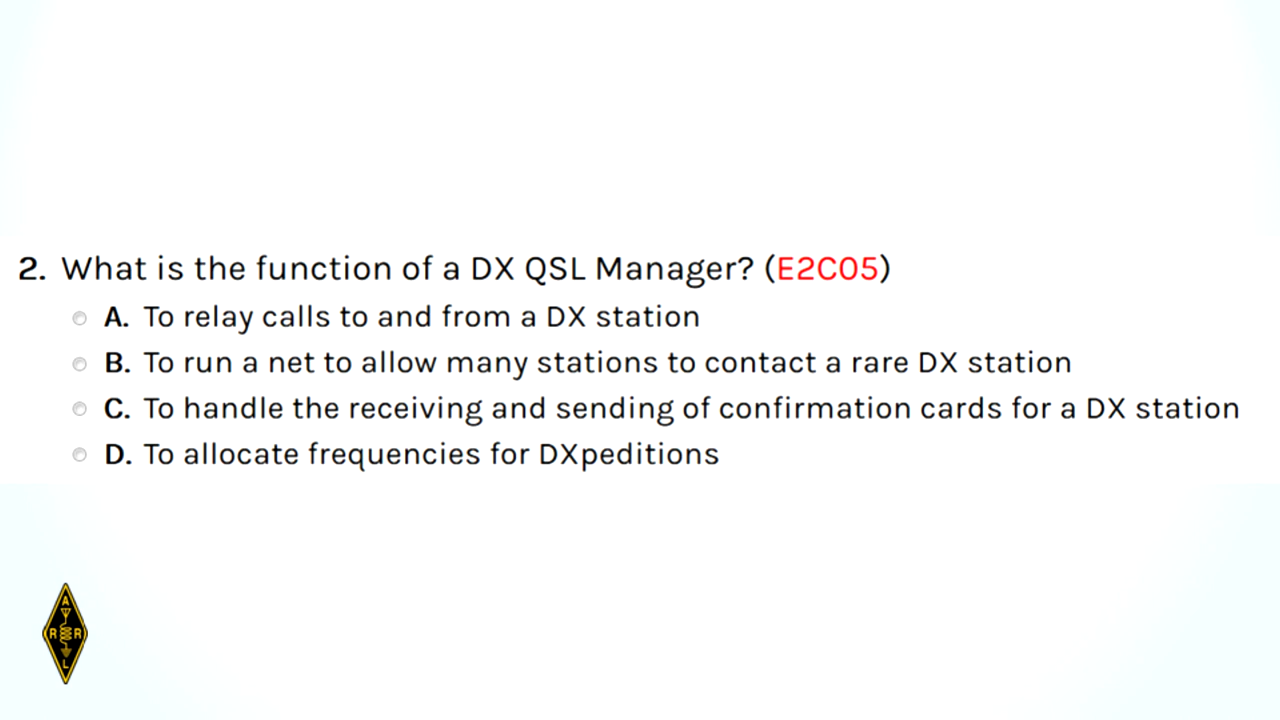 2. What is the function of a DX QSL Manager? (E2C05)
A. To relay calls to and from a DX station
B. To run a net to allow many stations to contact a rare DX station
C. To handle the receiving and sending of confirmation cards for a DX station
D. To allocate frequencies for DXpeditions
A
R R
L